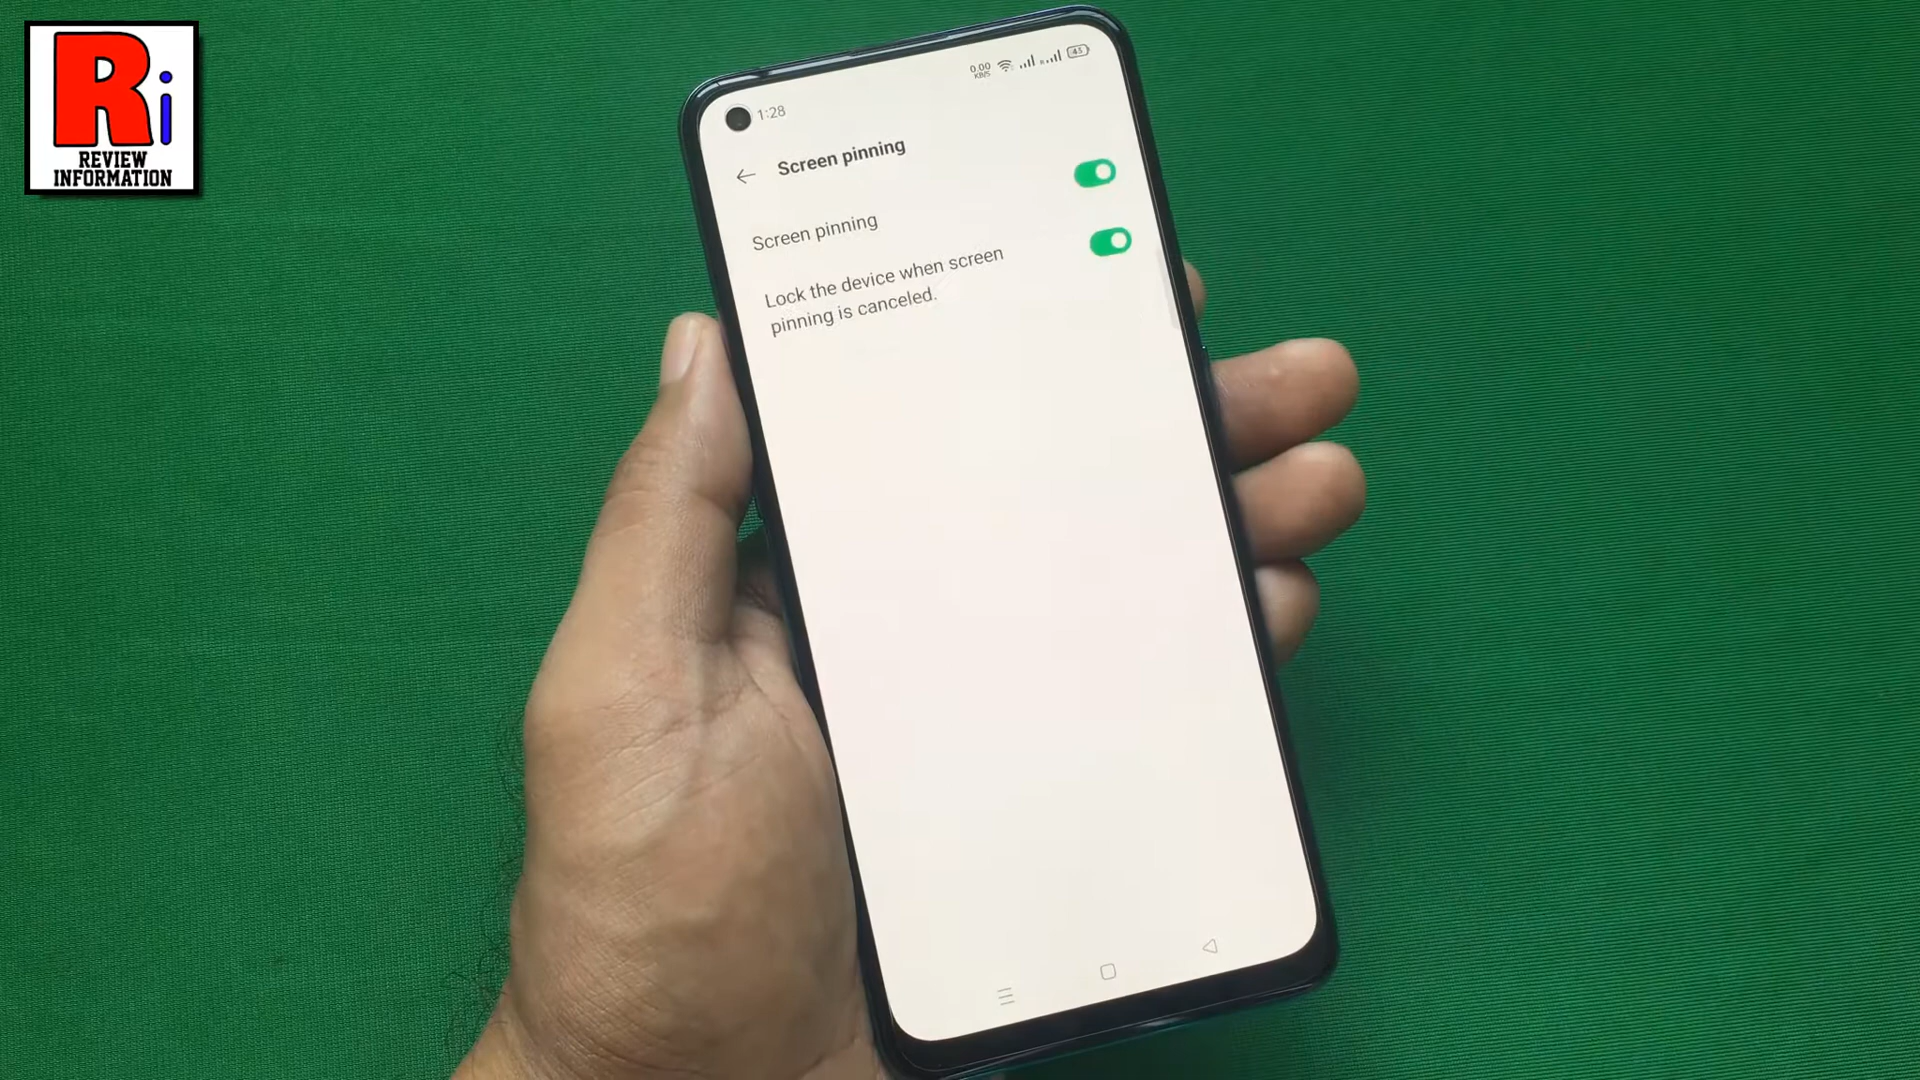 Ri
REVIEW
INFORMATION
0.00
KB/S
45
1:28
Screen pinning
Screen pinning
Lock the device when screen
pinning is canceled.